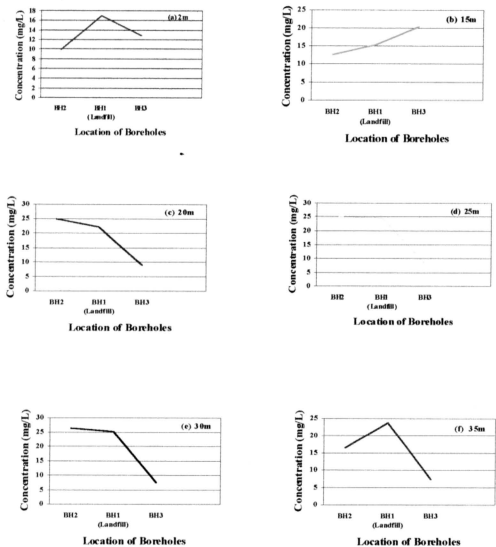 Concentration (mg/L)
18
16
14
12
10
8
6
4
2
0
(a) 2m
BH2
BH1
BH3
(Landfill)
Location of Boreholes
Concentration (mg/L)
25
20
15
10
5
0
(b) 15m
BH2
BH1
BH3
(Landfill)
Location of Boreholes
Concentration (mg/L)
30
25
20
15
10
5
0
(c) 20m
BH2
BH1
BH3
(Landfill)
Location of Boreholes
Concentration (mg/L)
30
25
20
15
10
5
0
(d) 25m
BH2
BH1
BH3
(Landfill)
Location of Boreholes
Concentration (mg/L)
30
25
20
15
10
5
0
(e) 30m
BH2
BH1
BH3
(Landfill)
Location of Boreholes
Concentration (mg/L)
25
20
15
10
5
0
(f) 35m
BH2
BH1
BH3
(Landfill)
Location of Boreholes